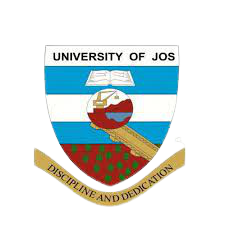 UNIVERSITY OF JOS
DISCIPLINE AND DEDICATION